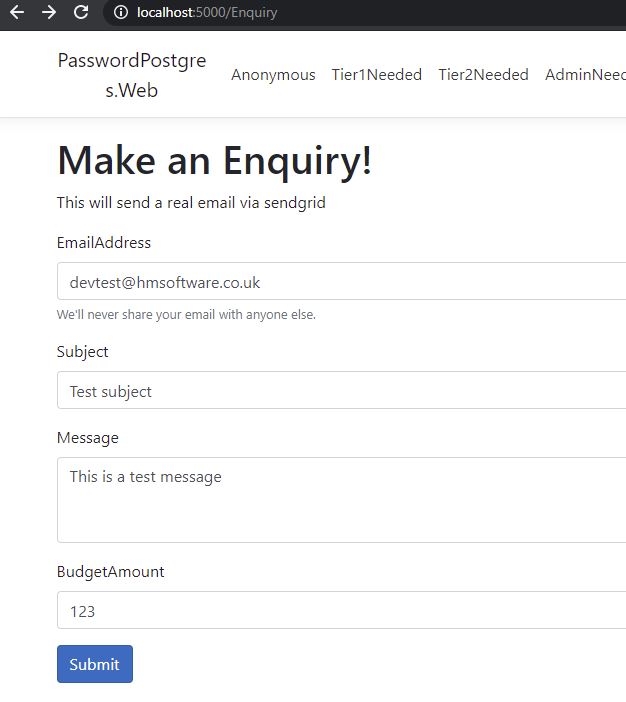 localhost:5000/Enquiry
PasswordPostgre
s.Web
Anonymous Tier1Needed Tier2Needed AdminNeec
Make an Enquiry!
This will send a real email via sendgrid
EmailAddress
devtest@hmsoftware.co.uk
We'll never share your email with anyone else.
Subject
Test subject
Message
This is a test message
BudgetAmount
123
Submit